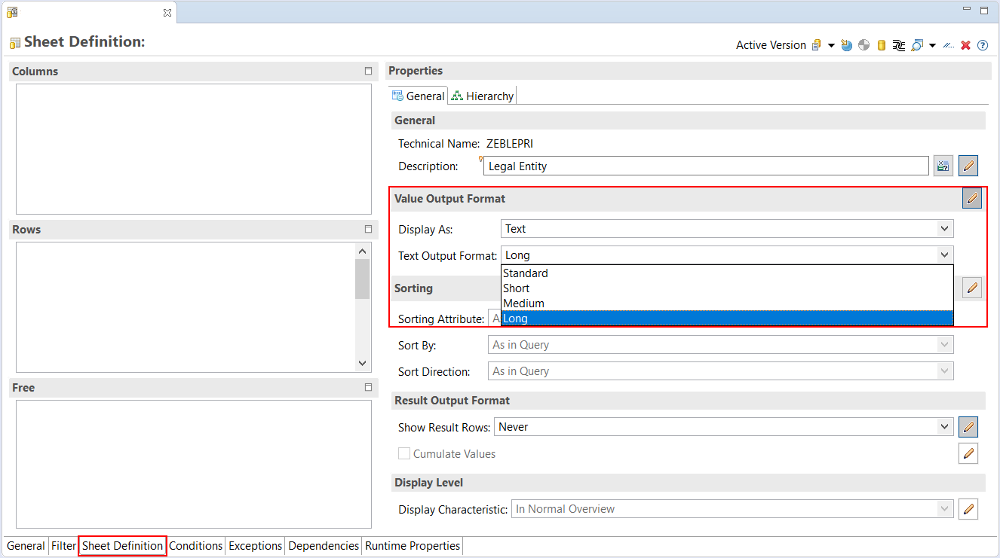 Sheet Definition:
Active Version
Columns
Rows
Free
Properties
General
Hierarchy
General
Technical Name: ZEBLEPRI
Description: Legal Entity
Value Output Format
Display As: Text
Text Output Format: Long
Standard
Short
Medium
Long
Sorting
Sorting Attribute: A
Sort By: As in Query
Sort Direction: As in Query
Result Output Format
Show Result Rows: Never
Cumulate Values
Display Level
Display Characteristic: In Normal Overview
General Filter Sheet Definition Conditions Exceptions Dependencies Runtime Properties